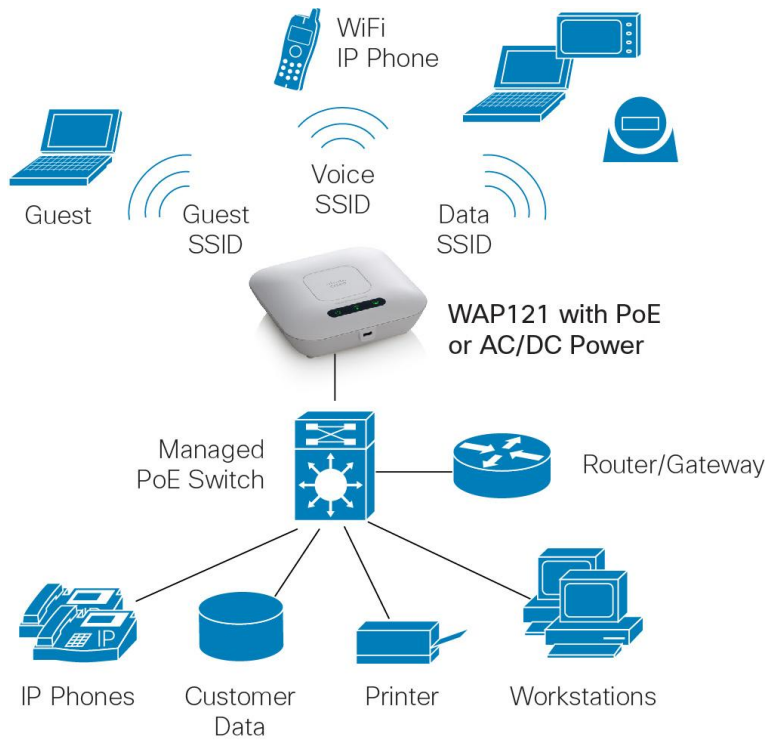 WiFi
IP Phone
Voice
SSID
Guest
Guest
SSID
Data
SSID
WAP121 with PoE
or AC/DC Power
Managed
PoE Switch
Router/Gateway
IP
IP Phones
Customer
Data
Printer
Workstations